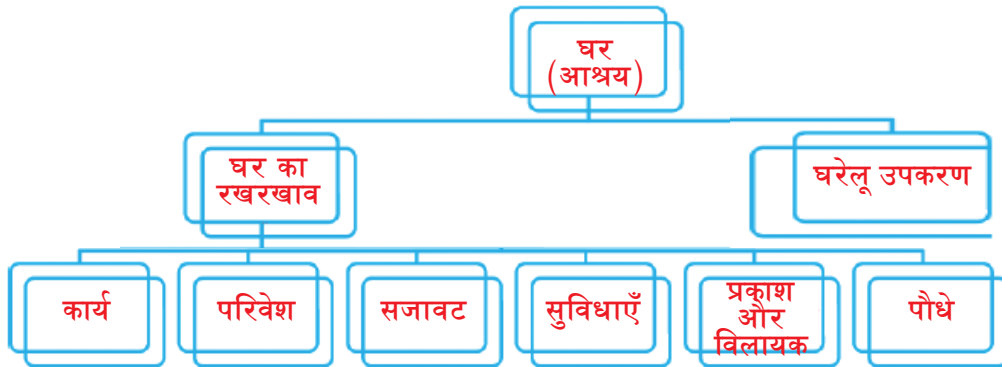 घर
(आश्रय)
घर का
रखरखाव
घरेलू उपकरण
कार्य
परिवेश
सजावट
सुविधाएँ
प्रकाश
और
विलायक
पौधे